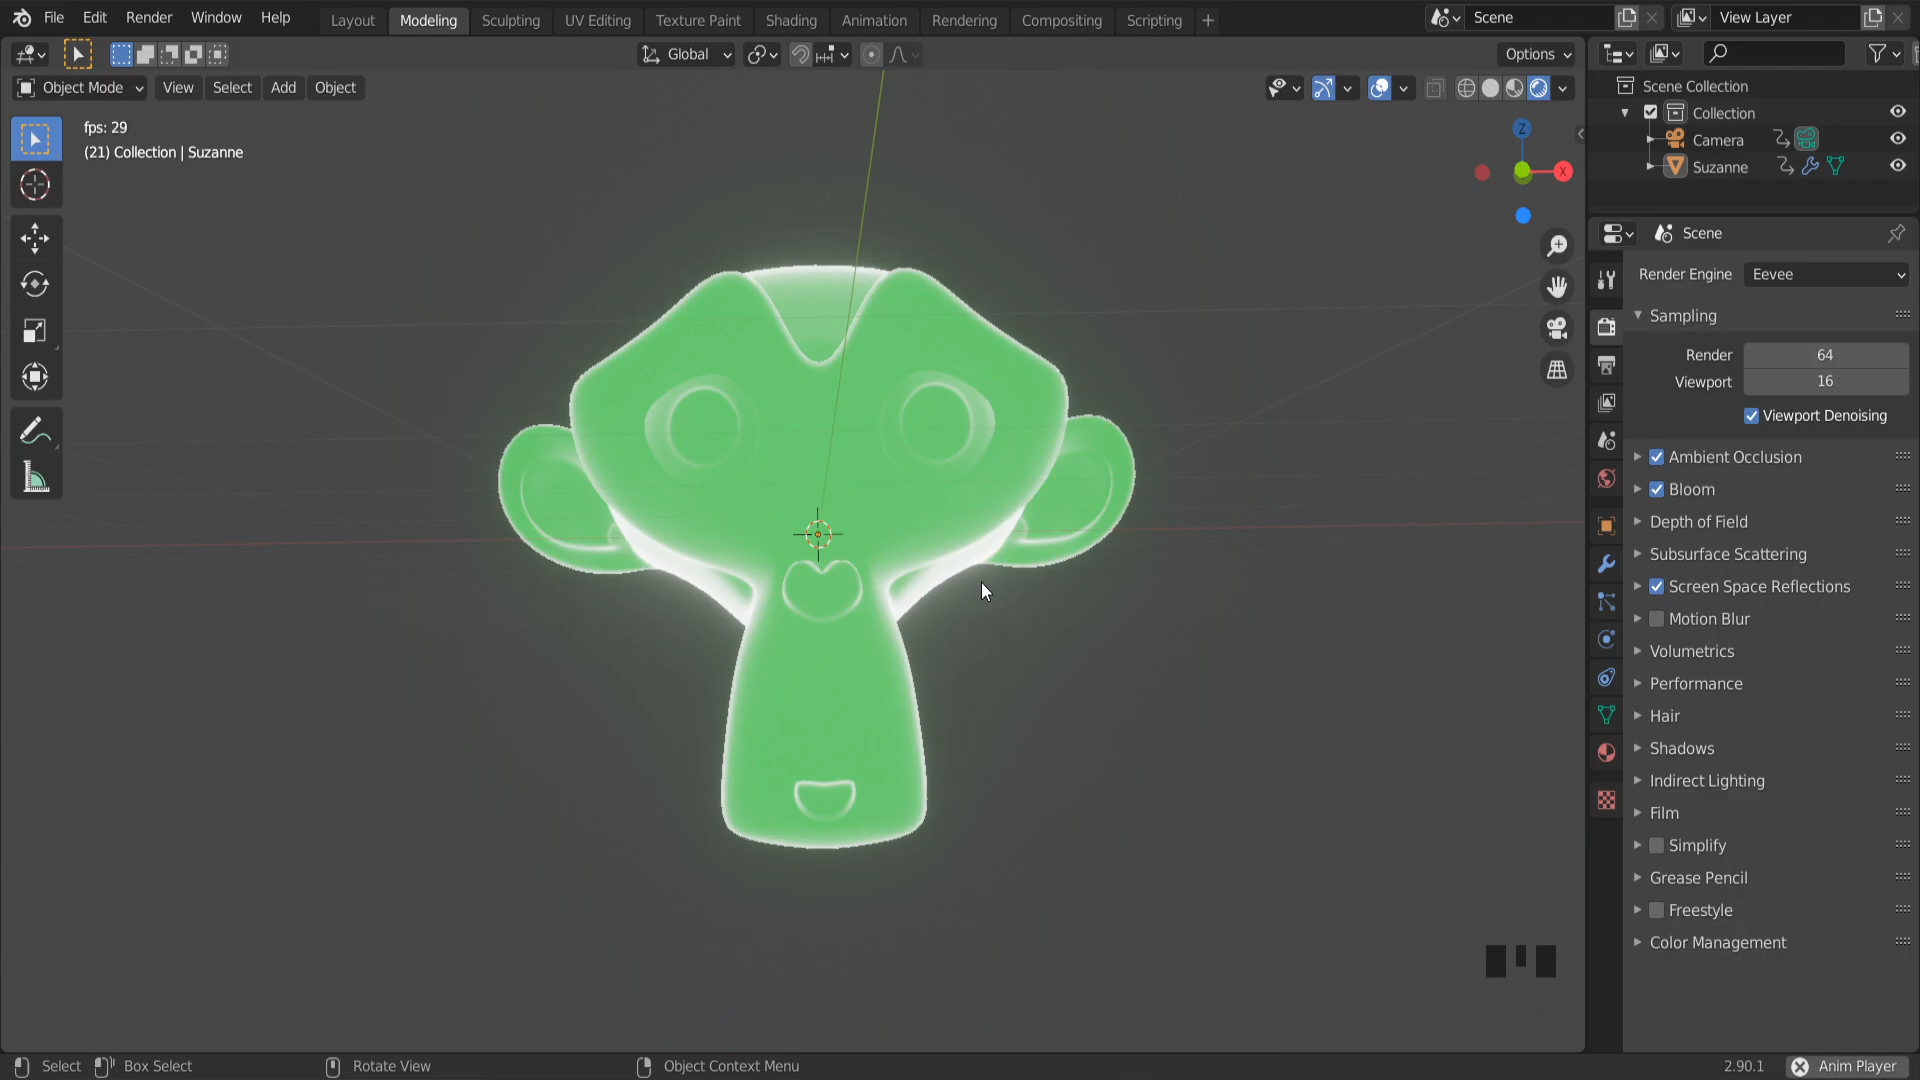 File Edit Render Window Help Layout Modeling Sculpting UV Editing Texture Paint Shading Animation Rendering Compositing Scripting + Scene View Layer
Global Options
Object Mode View Select Add Object
Scene Collection
Collection
Camera
Suzanne
fps: 29
(21) Collection | Suzanne
Z
X
Scene
Render Engine Eevee
Sampling
Render 64
Viewport 16
Viewport Denoising
Ambient Occlusion
Bloom
Depth of Field
Subsurface Scattering
Screen Space Reflections
Motion Blur
Volumetrics
Performance
Hair
Shadows
Indirect Lighting
Film
Simplify
Grease Pencil
Freestyle
Color Management
Select Box Select Rotate View Object Context Menu 2.90.1 Anim Player